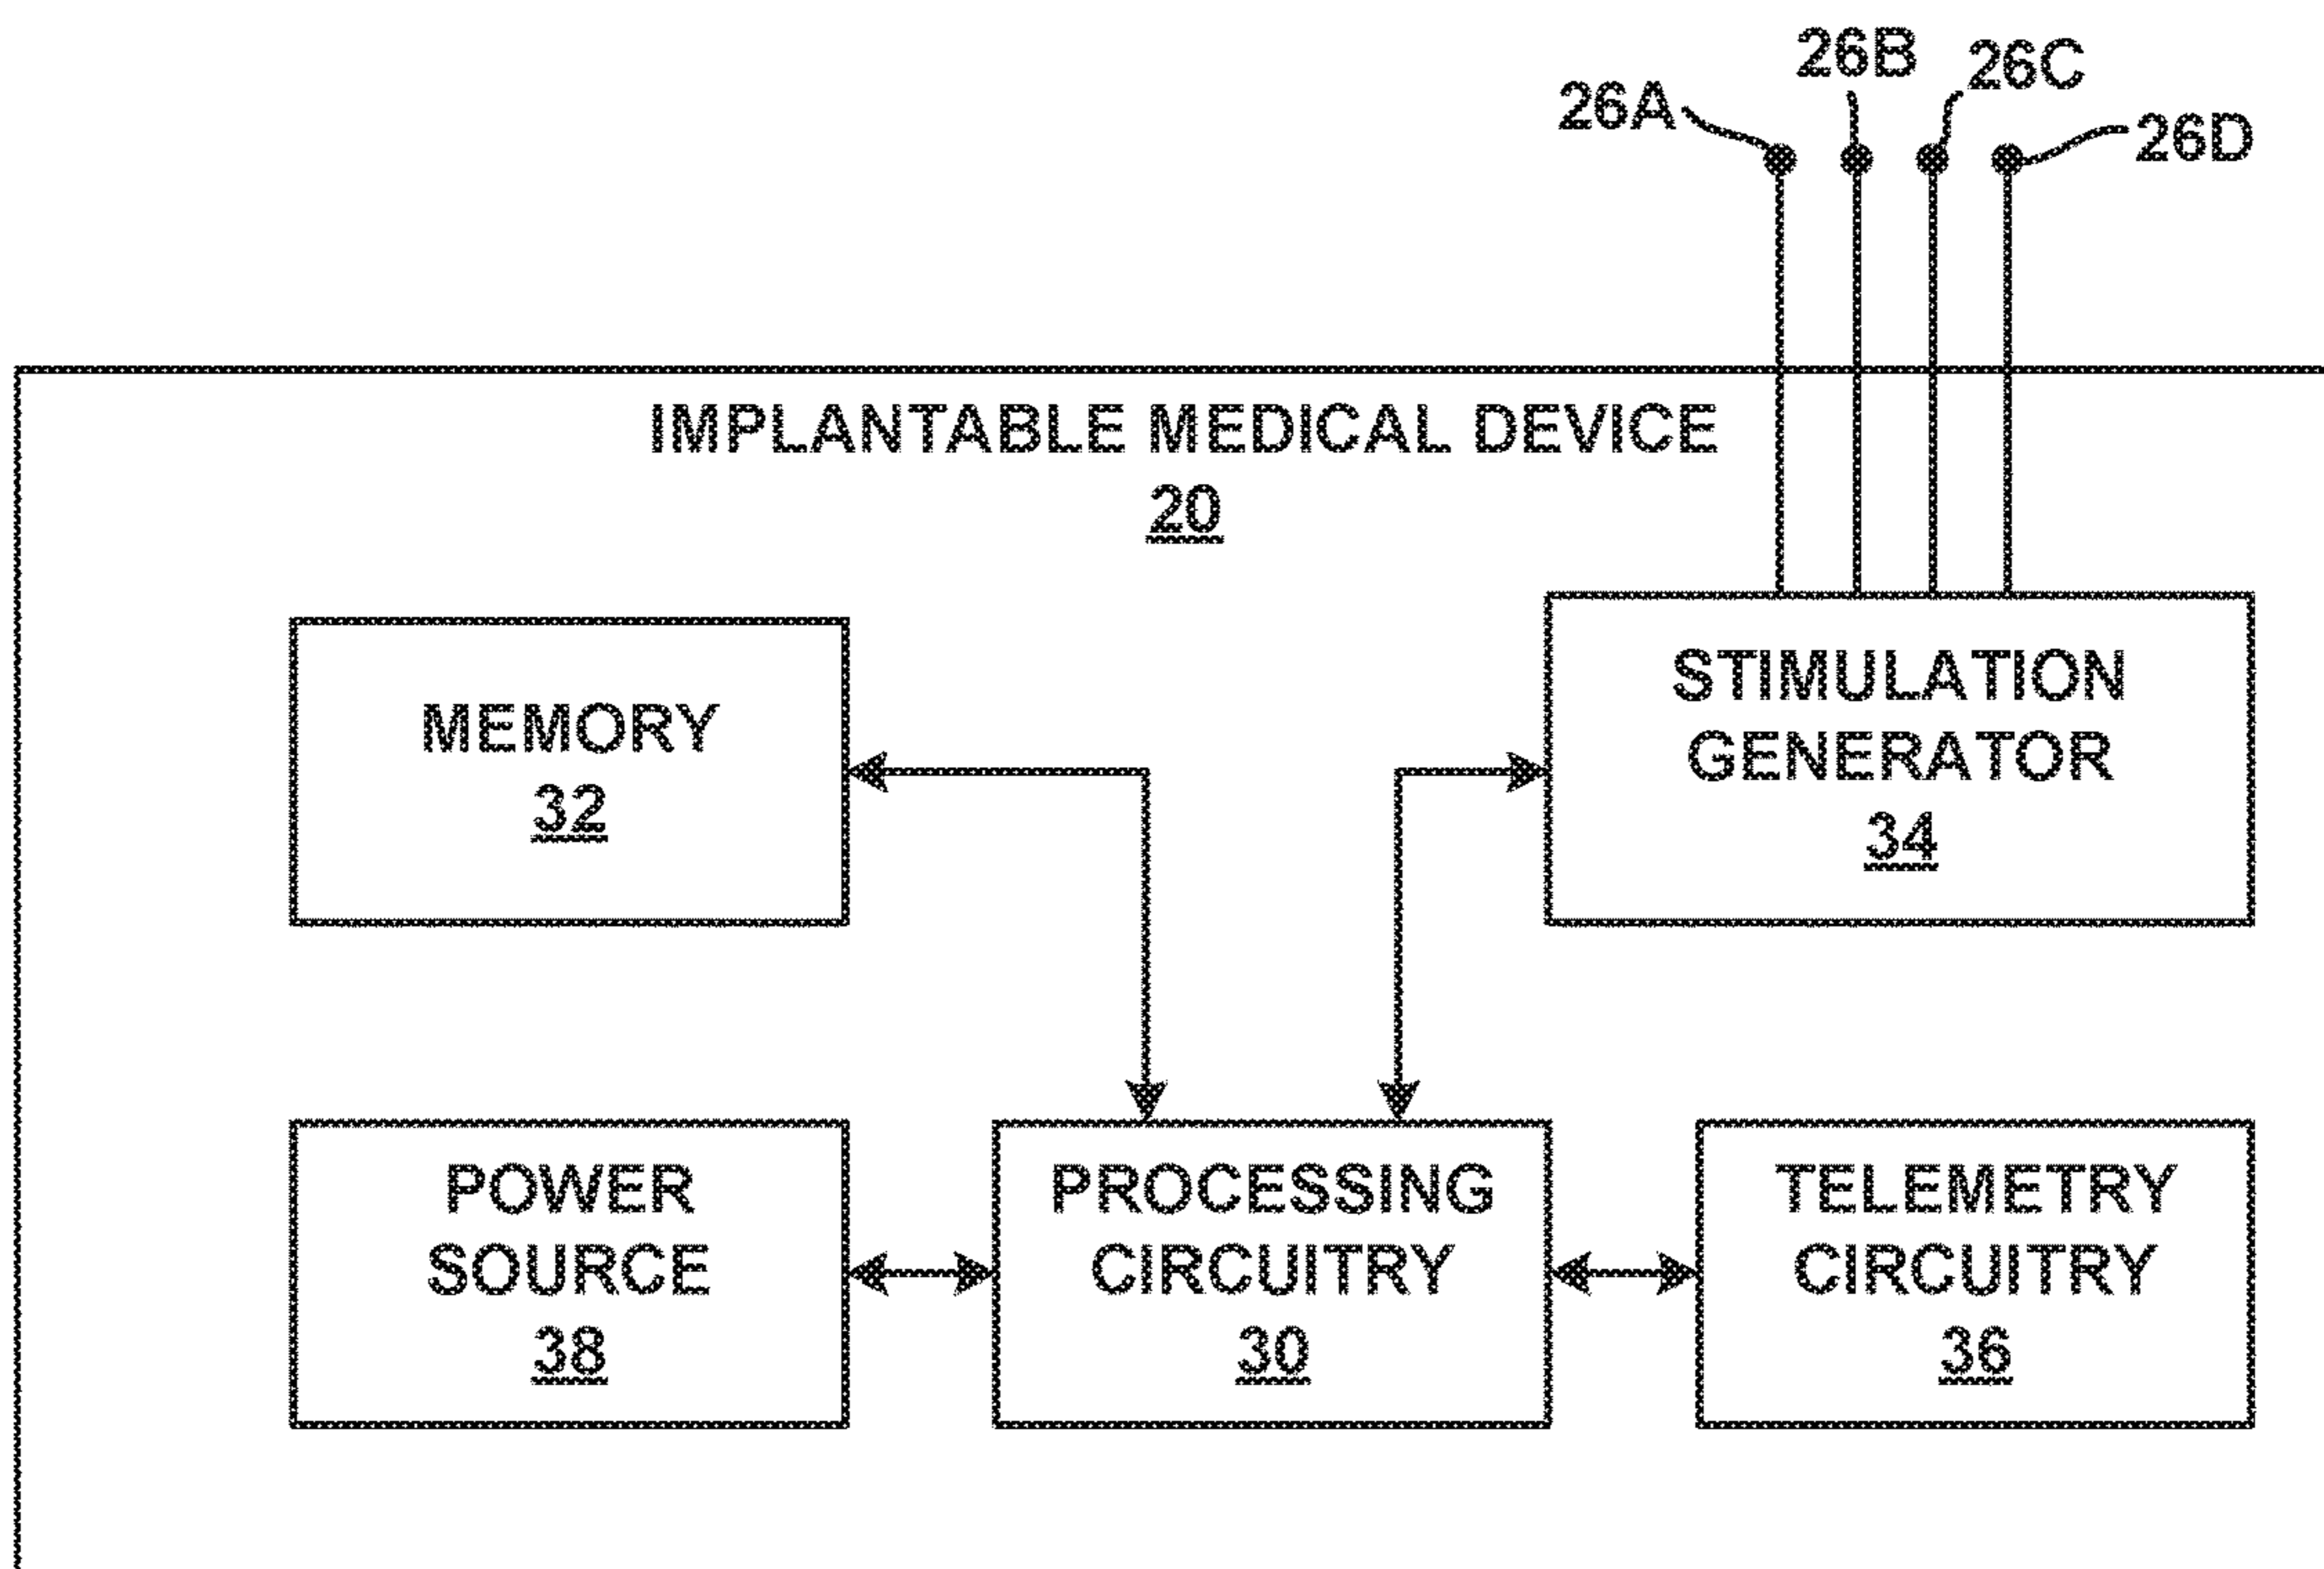 26A
26B
26C
26D
IMPLANTABLE MEDICAL DEVICE
20
MEMORY
32
STIMULATION
GENERATOR
34
POWER
SOURCE
38
PROCESSING
CIRCUITRY
30
TELEMETRY
CIRCUITRY
36